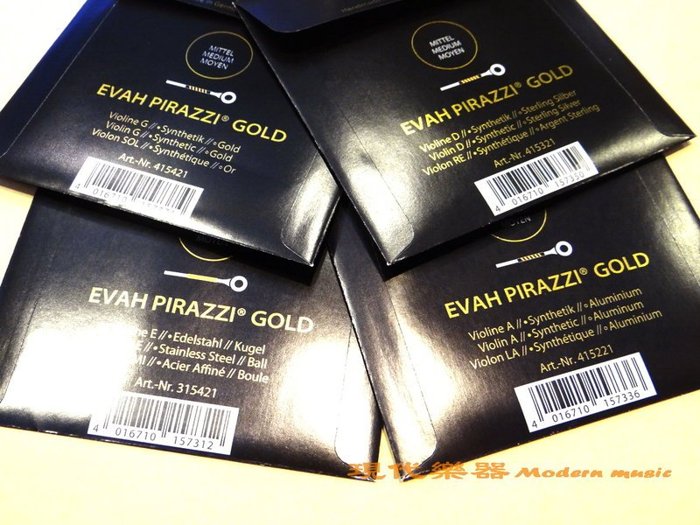 MITTEL
MEDIUM
MOYEN
EVAH PIRAZZI® GOLD
Violine G // •Synthetik // ○Gold
Violin G // •Synthetic // ○Gold
Violon SOL // •Synthétique // ○Or
Art.-Nr. 415421
4 016710
MITTEL
MEDIUM
MOYEN
EVAH PIRAZZI® GOLD
Violine D // •Synthetik // ○Sterling Silber
Violin D // •Synthetic // ○Sterling Silver
Violon RE // •Synthétique // ○Argent Sterling
Art.-Nr. 415321
4 016710 157350
EVAH PIRAZZI® GOLD
E // •Edelstahl // Kugel
// •Stainless Steel // Ball
// •Acier Affiné // Boule
Art.-Nr. 315421
4 016710 157312
EVAH PIRAZZI® GOLD
Violine A // •Synthetik // ○Aluminium
Violin A // •Synthetic // ○Aluminum
Violon LA // •Synthétique // ○Aluminium
Art.-Nr. 415221
4 016710 157336
現代樂器 Modern music